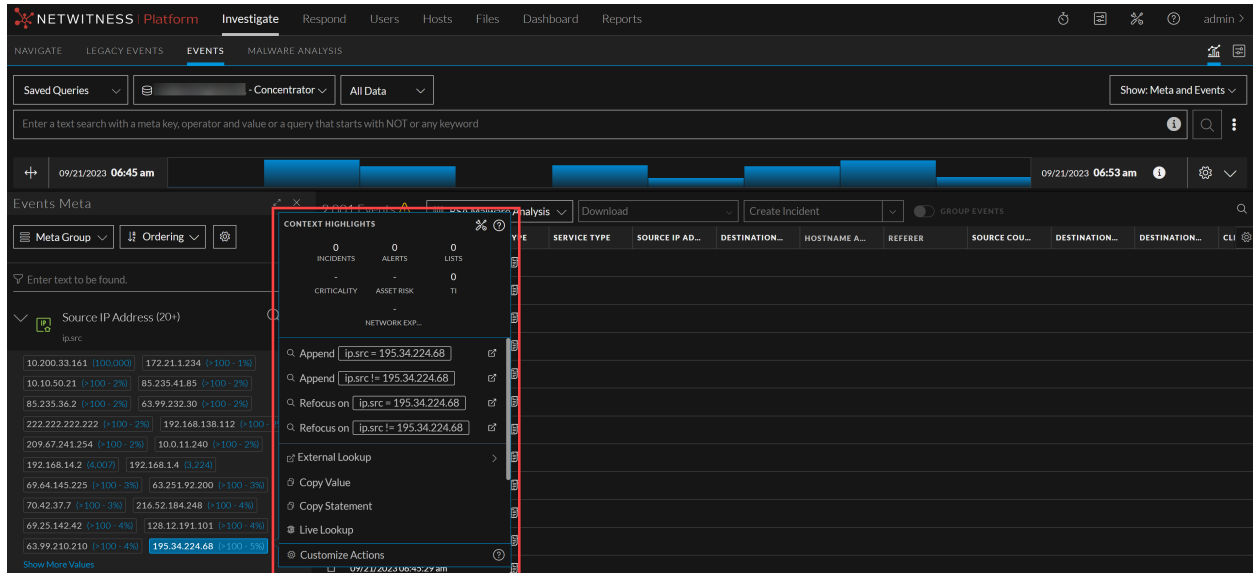 NETWITNESS Platform Investigate Respond Users Hosts Files Dashboard Reports admin >
NAVIGATE LEGACY EVENTS EVENTS MALWARE ANALYSIS
Saved Queries - Concentrator All Data Show: Meta and Events
Enter a text search with a meta key, operator and value or a query that starts with NOT or any keyword
09/21/2023 06:45 am 09/21/2023 06:53 am
Events Meta
Meta Group Ordering
Enter text to be found.
Source IP Address (20+)
ip.src
10.200.33.161 (100,000) 172.21.1.234 (>100 - 1%)
10.10.50.21 (>100 - 2%) 85.235.41.85 (>100 - 2%)
85.235.36.2 (>100 - 2%) 63.99.232.30 (>100 - 2%)
222.222.222.222 (>100 - 2%) 192.168.138.112 (>100 -
209.67.241.254 (>100 - 2%) 10.0.11.240 (>100 - 2%)
192.168.14.2 (4,007) 192.168.1.4 (3,224)
69.64.145.225 (>100 - 3%) 63.251.92.200 (>100 - 3%)
70.42.37.7 (>100 - 3%) 216.52.184.248 (>100 - 4%)
69.25.142.42 (>100 - 4%) 128.12.191.101 (>100 - 4%)
63.99.210.210 (>100 - 4%) 195.34.224.68 (>100 - 5%)
Show More Values
CONTEXT HIGHLIGHTS
0 0 0
INCIDENTS ALERTS LISTS
- - 0
CRITICALITY ASSET RISK TI
-
NETWORK EXP...
Append ip.src = 195.34.224.68
Append ip.src != 195.34.224.68
Refocus on ip.src = 195.34.224.68
Refocus on ip.src != 195.34.224.68
External Lookup
Copy Value
Copy Statement
Live Lookup
Customize Actions
Analysis Download Create Incident GROUP EVENTS
SERVICE TYPE SOURCE IP AD... DESTINATION... HOSTNAME A... REFERER SOURCE COU... DESTINATION... DESTINATION... CLI
09/21/2023 06:45:29 am